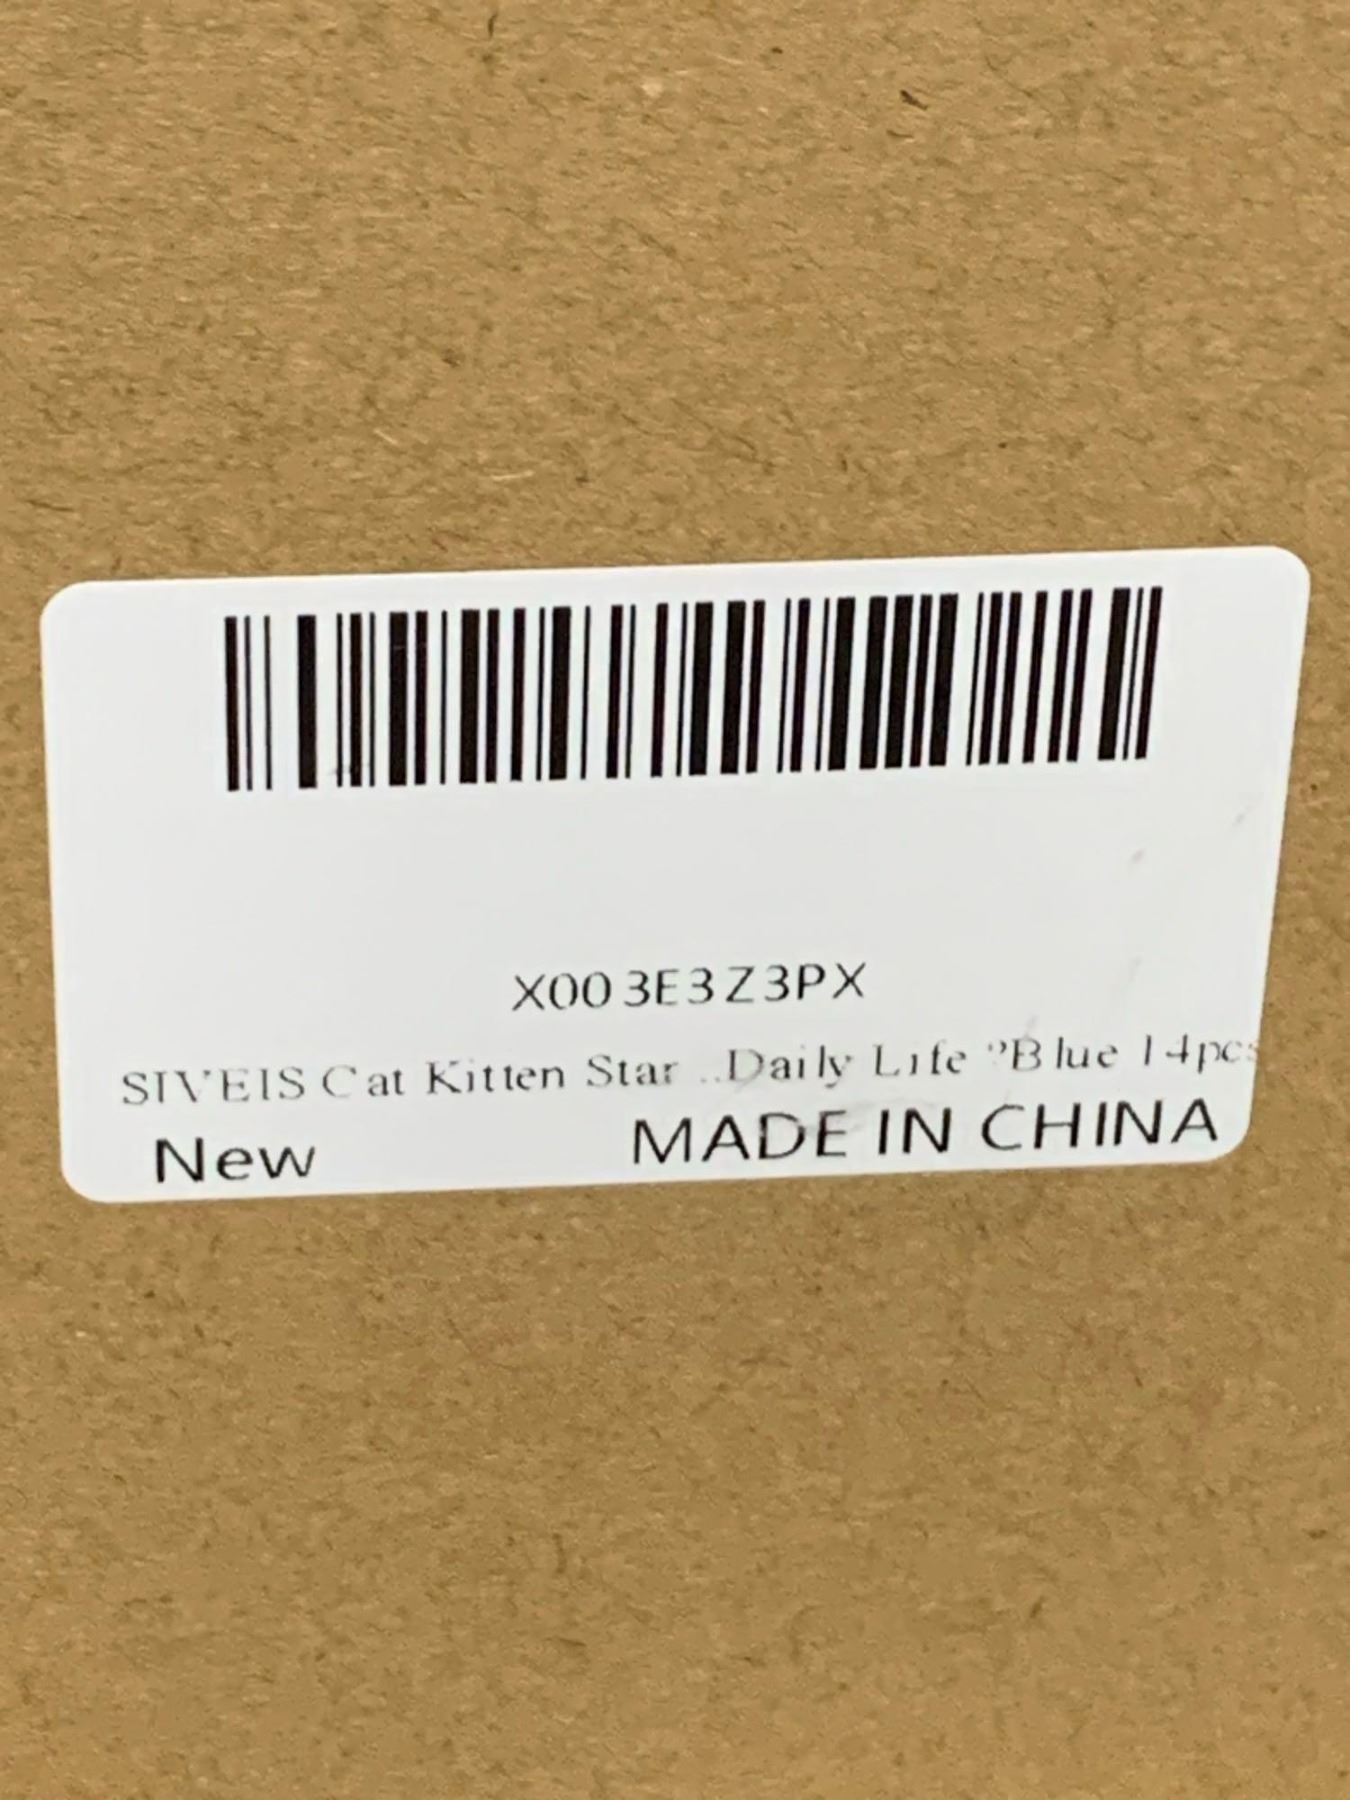 X003E3Z3PX
SIVEIS Cat Kitten Star ..Daily Life ?Blue 14pcs
New MADE IN CHINA